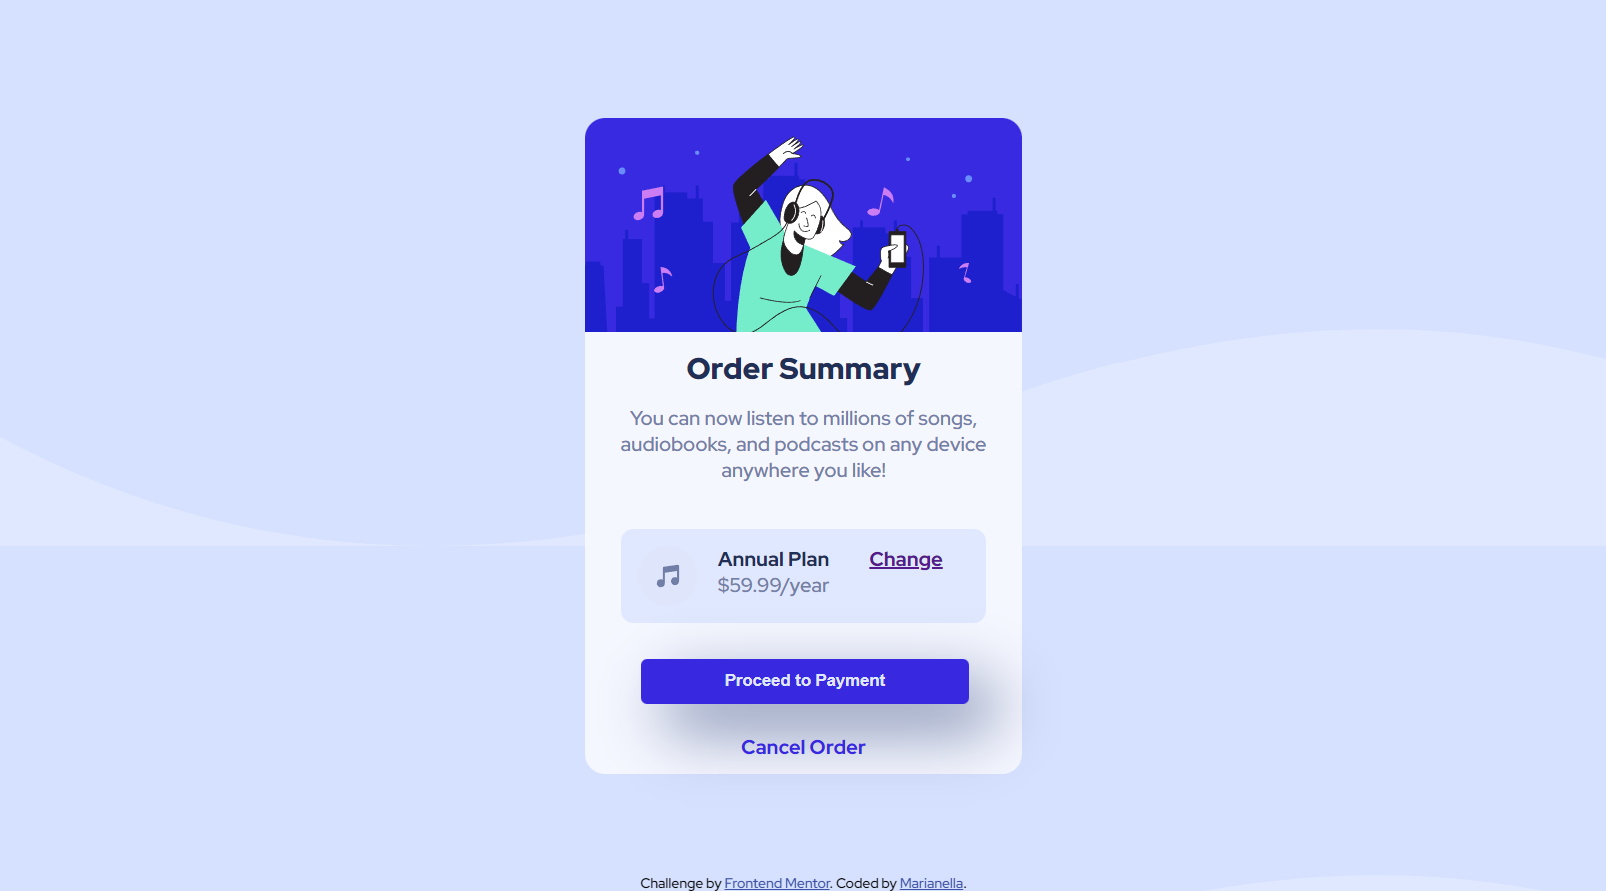 Order Summary
You can now listen to millions of songs,
audiobooks, and podcasts on any device
anywhere you like!
Annual Plan
Change
$59.99/year
Proceed to Payment
Cancel Order
Challenge by Frontend Mentor. Coded by Marianella.